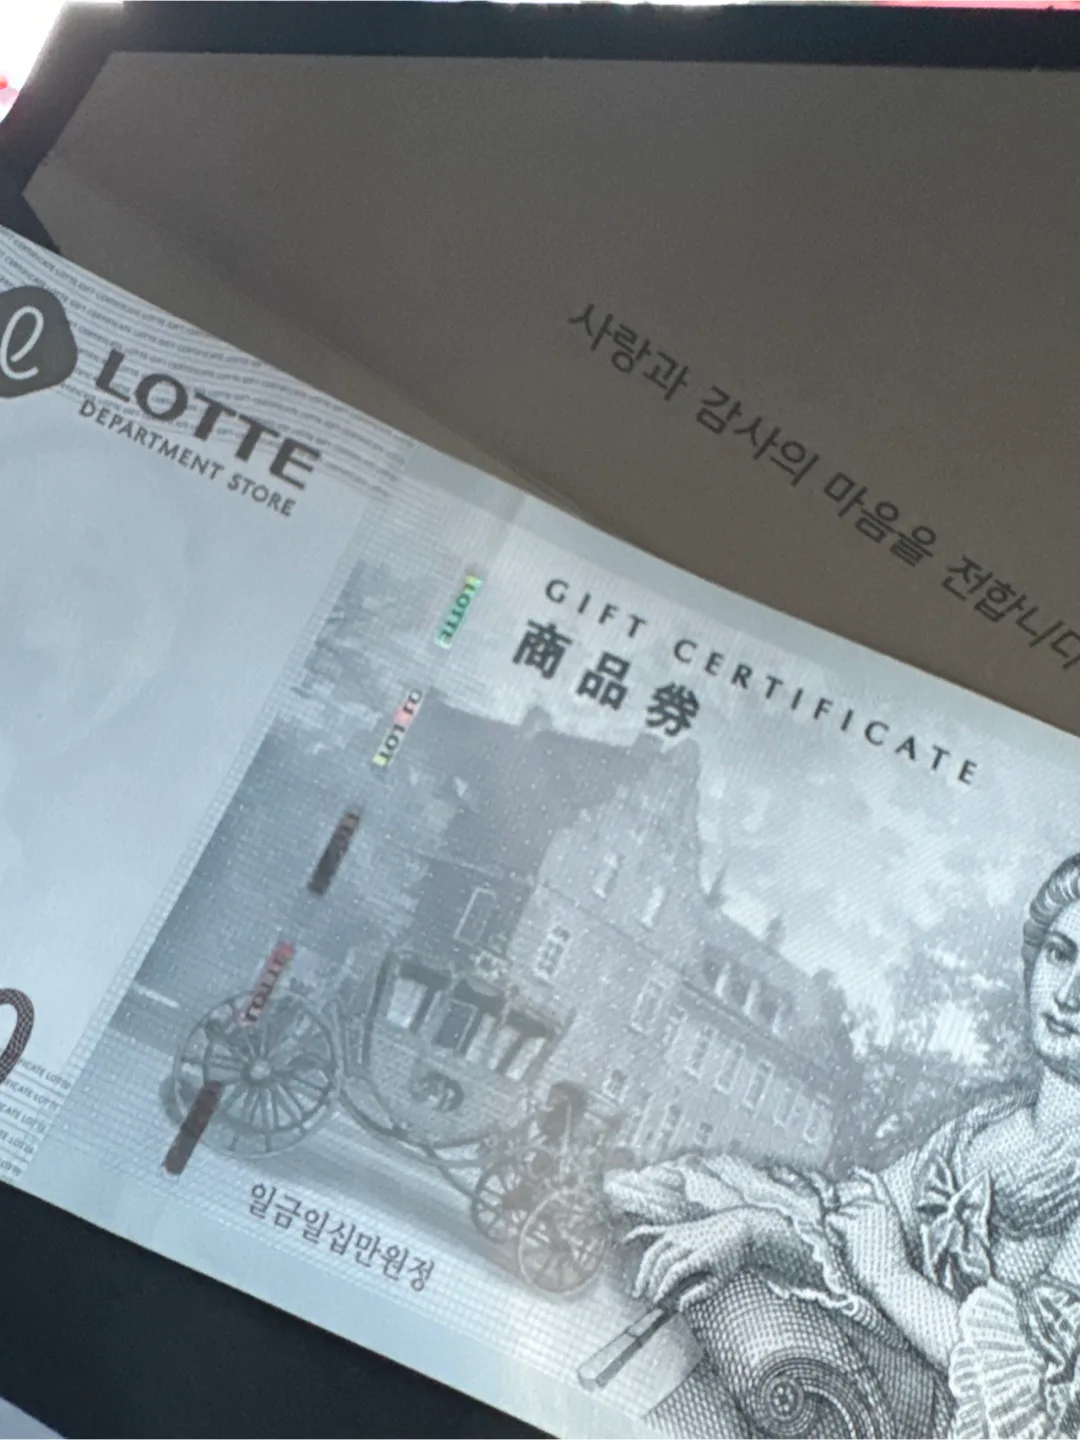 사랑과 감사의 마음을 전합니다
LOTTE
DEPARTMENT STORE
GIFT CERTIFICATE
商品券
LOTTE
일금일십만원정